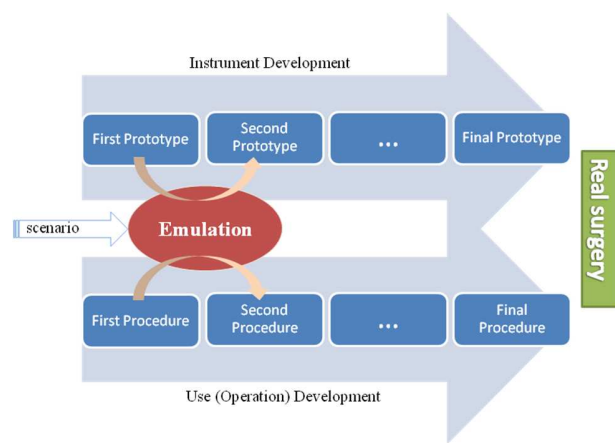 Instrument Development
First Prototype
Second
Prototype
...
Final Prototype
scenario
Emulation
Real surgery
First Procedure
Second
Procedure
...
Final
Procedure
Use (Operation) Development